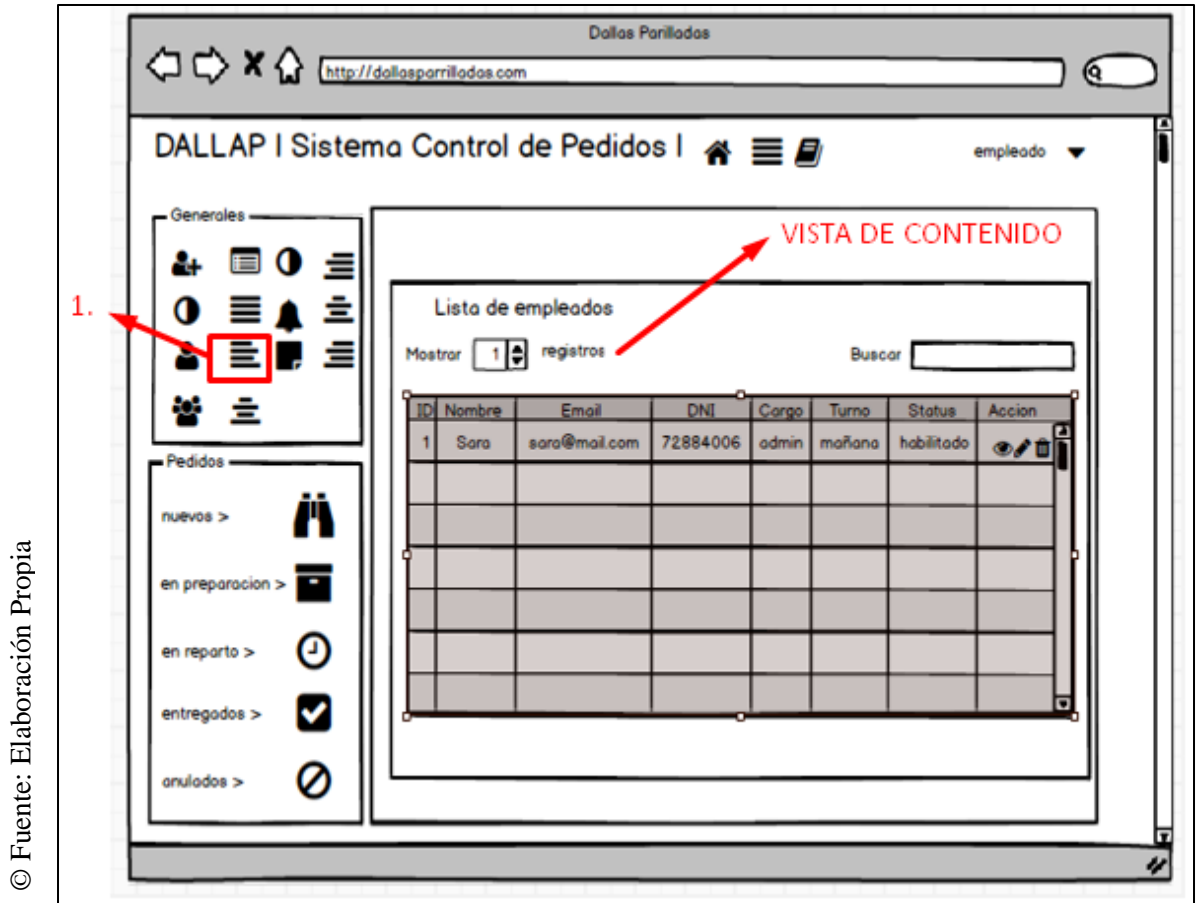 Dallas Parilladas
http://dallasparrilladas.com
DALLAP | Sistema Control de Pedidos |
empleado
Generales
1.
VISTA DE CONTENIDO
Lista de empleados
Mostrar 1 registros
Buscar
ID Nombre Email DNI Cargo Turno Status Accion
1 Sara sara@mail.com 72884006 admin mañana habilitado
Pedidos
nuevos >
en preparacion >
en reparto >
entregados >
anulados >
© Fuente: Elaboración Propia